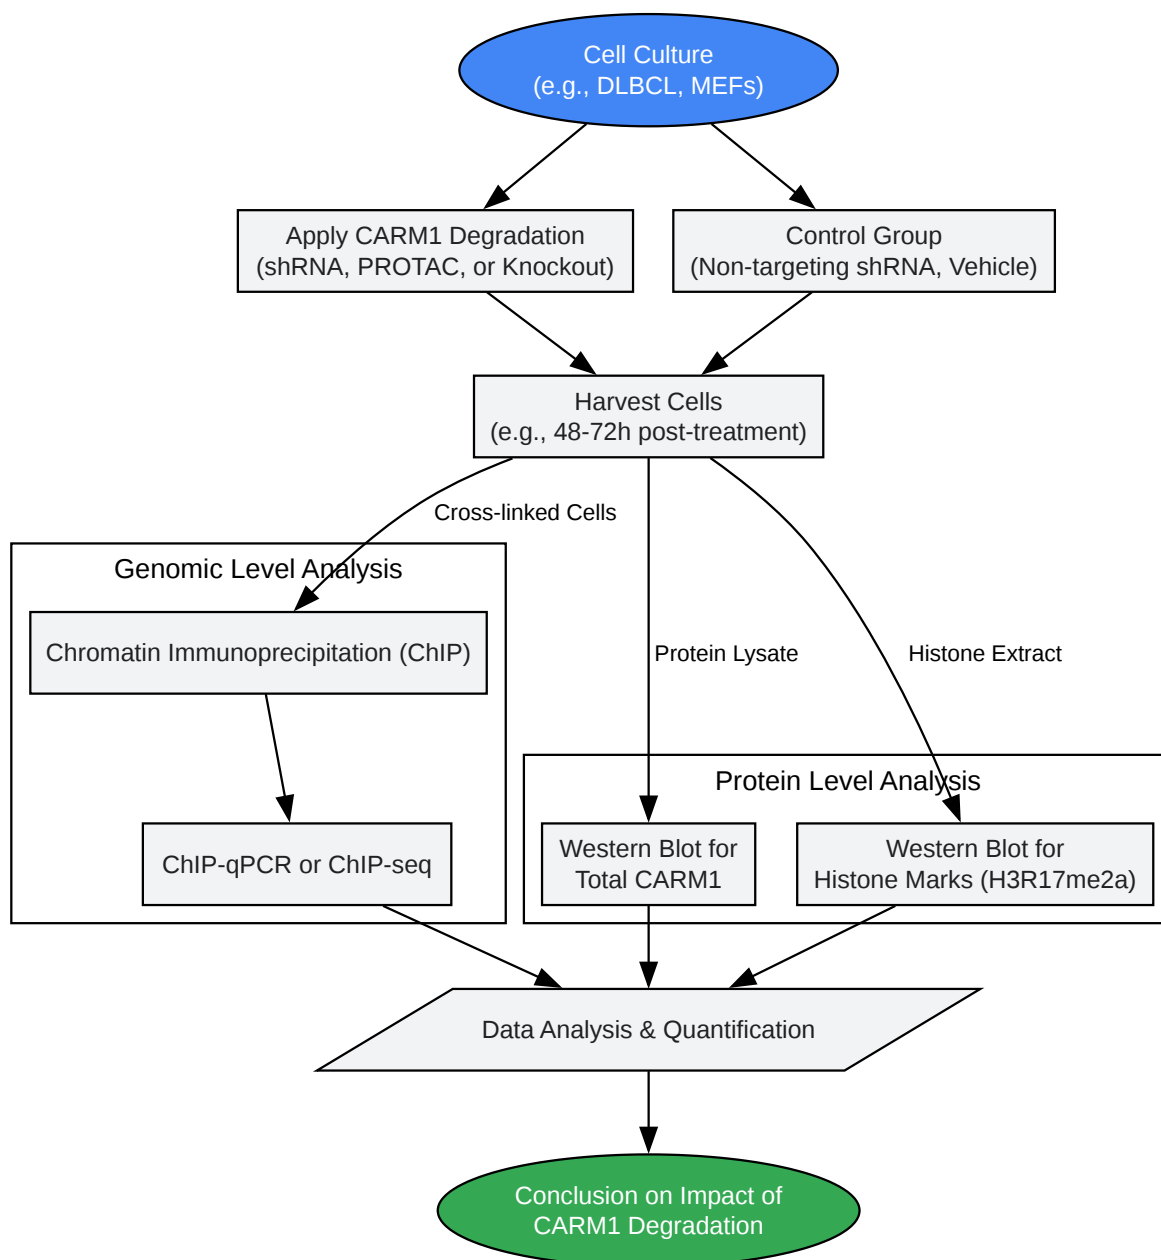 Cell Culture
(e.g., DLBCL, MEFs)
Apply CARM1 Degradation
(shRNA, PROTAC, or Knockout)
Control Group
(Non-targeting shRNA, Vehicle)
Harvest Cells
(e.g., 48-72h post-treatment)
Cross-linked Cells
Genomic Level Analysis
Chromatin Immunoprecipitation (ChIP)
Protein Lysate
Histone Extract
Protein Level Analysis
ChIP-qPCR or ChIP-seq
Western Blot for
Total CARM1
Western Blot for
Histone Marks (H3R17me2a)
Data Analysis & Quantification
Conclusion on Impact of
CARM1 Degradation